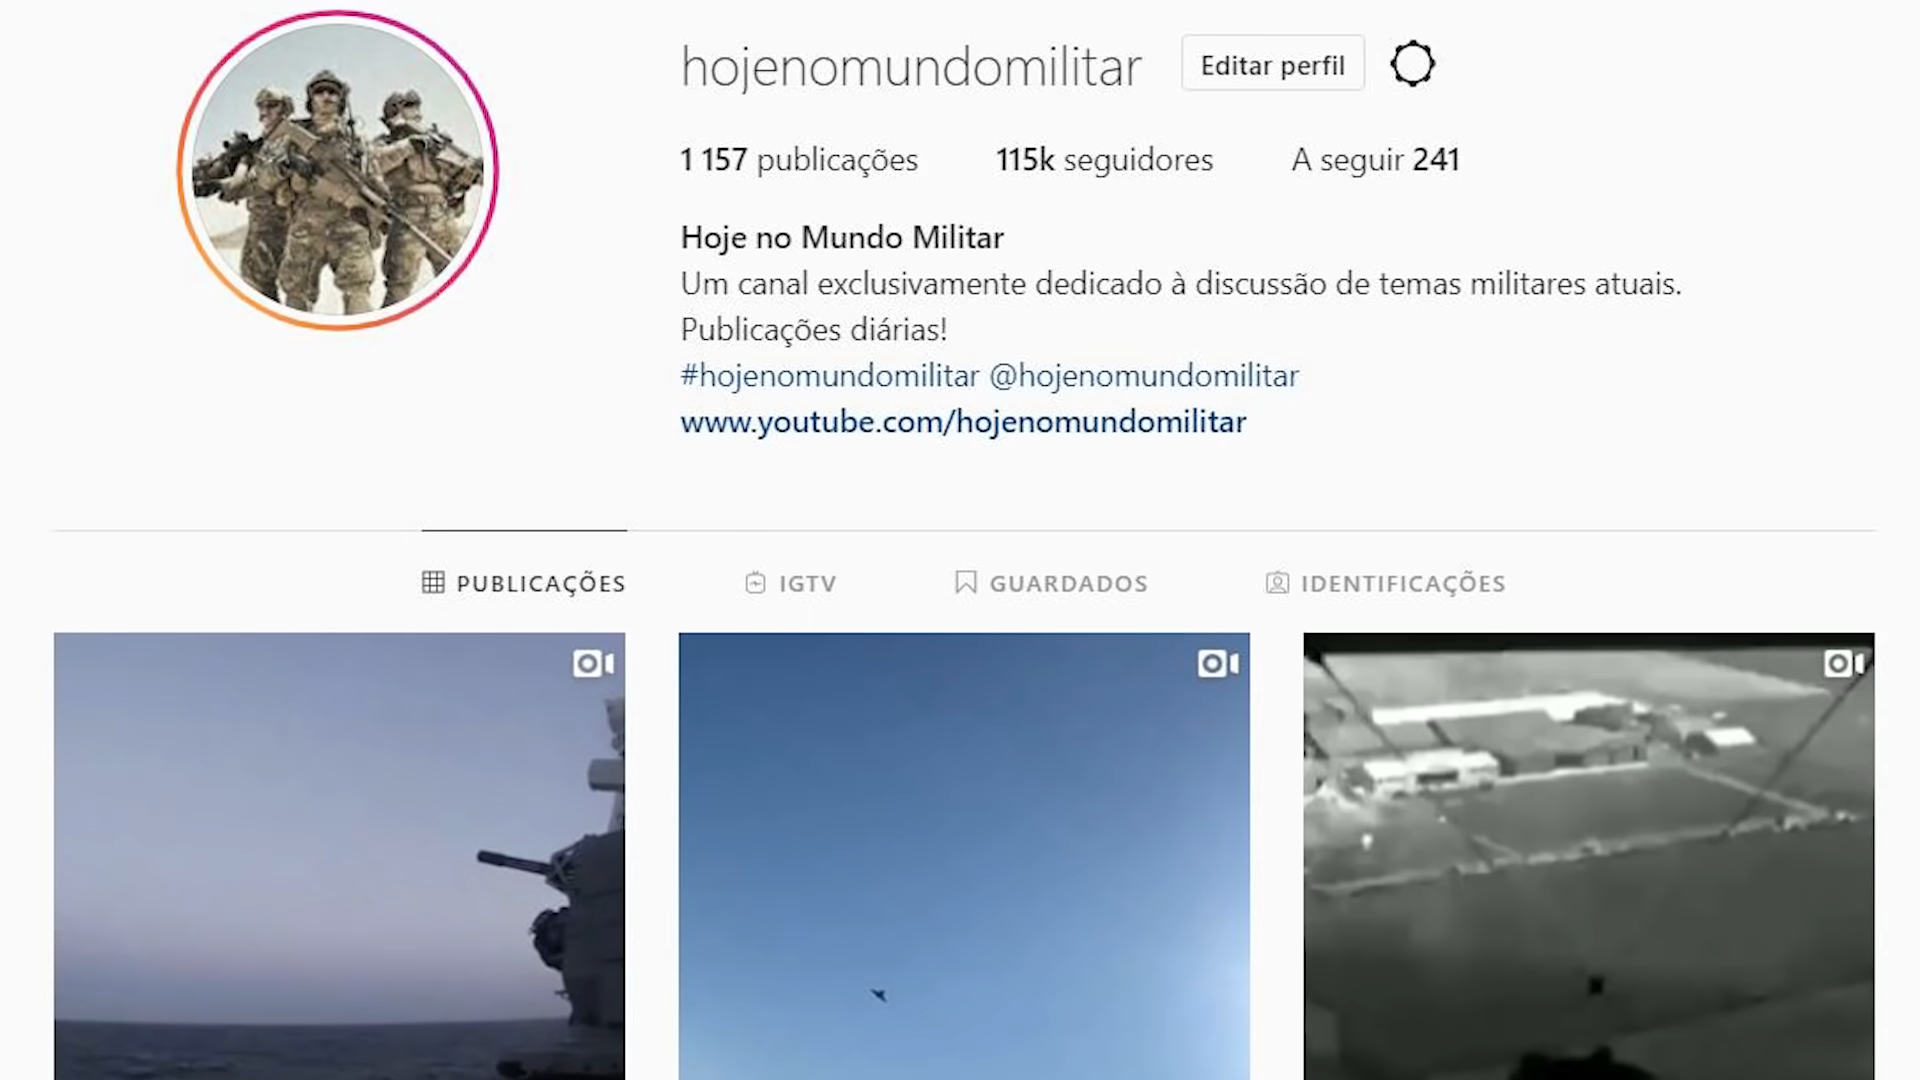 hojenomundomilitar Editar perfil
1 157 publicações 115k seguidores A seguir 241
Hoje no Mundo Militar
Um canal exclusivamente dedicado à discussão de temas militares atuais.
Publicações diárias!
#hojenomundomilitar @hojenomundomilitar
www.youtube.com/hojenomundomilitar
PUBLICAÇÕES IGTV GUARDADOS IDENTIFICAÇÕES